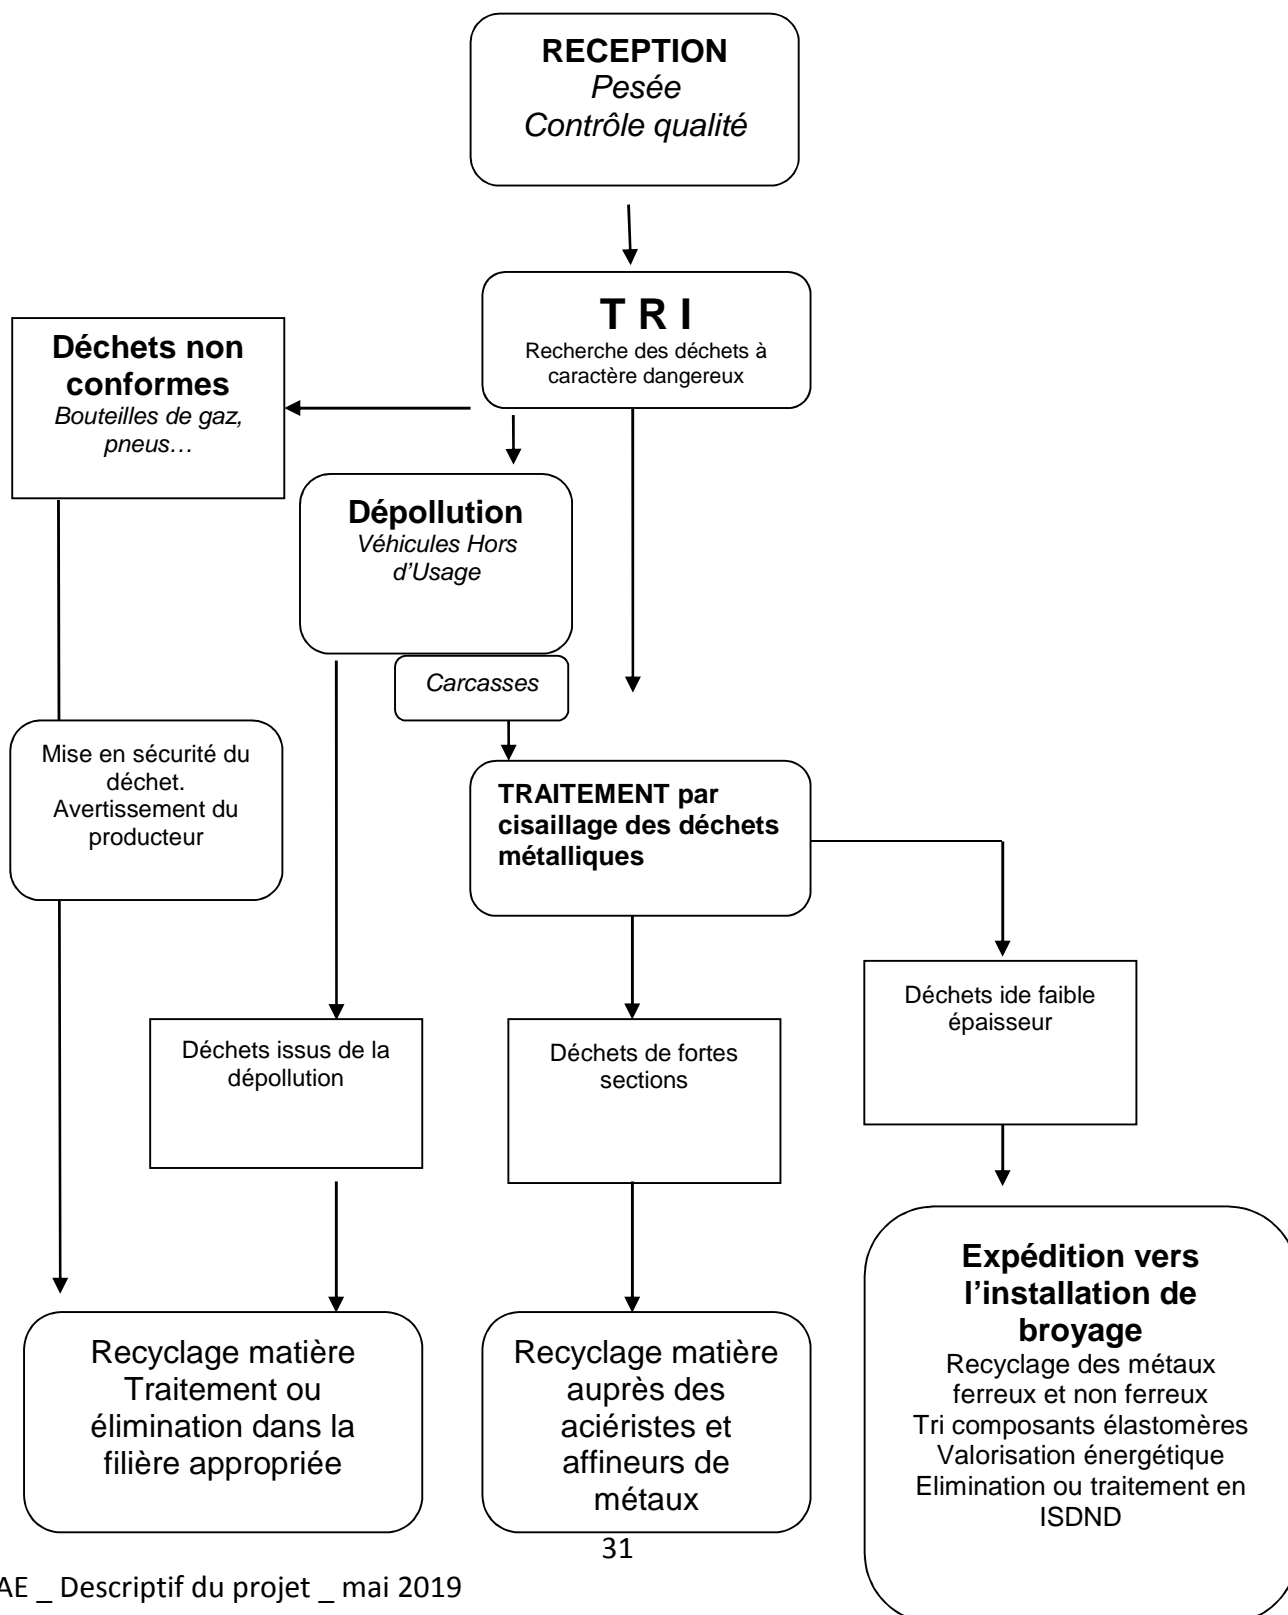 RECEPTION
Pesée
Contrôle qualité
T R I
Recherche des déchets à
caractère dangereux
Déchets non
conformes
Bouteilles de gaz,
pneus…
Dépollution
Véhicules Hors
d'Usage
Carcasses
Mise en sécurité du
déchet.
Avertissement du
producteur
TRAITEMENT par
cisaillage des déchets
métalliques
Déchets ide faible
épaisseur
Déchets issus de la
dépollution
Déchets de fortes
sections
Recyclage matière
Traitement ou
élimination dans la
filière appropriée
Recyclage matière
auprès des
aciéristes et
affineurs de
métaux
Expédition vers
l'installation de
broyage
Recyclage des métaux
ferreux et non ferreux
Tri composants élastomères
Valorisation énergétique
Elimination ou traitement en
ISDND
31
AE _ Descriptif du projet _ mai 2019